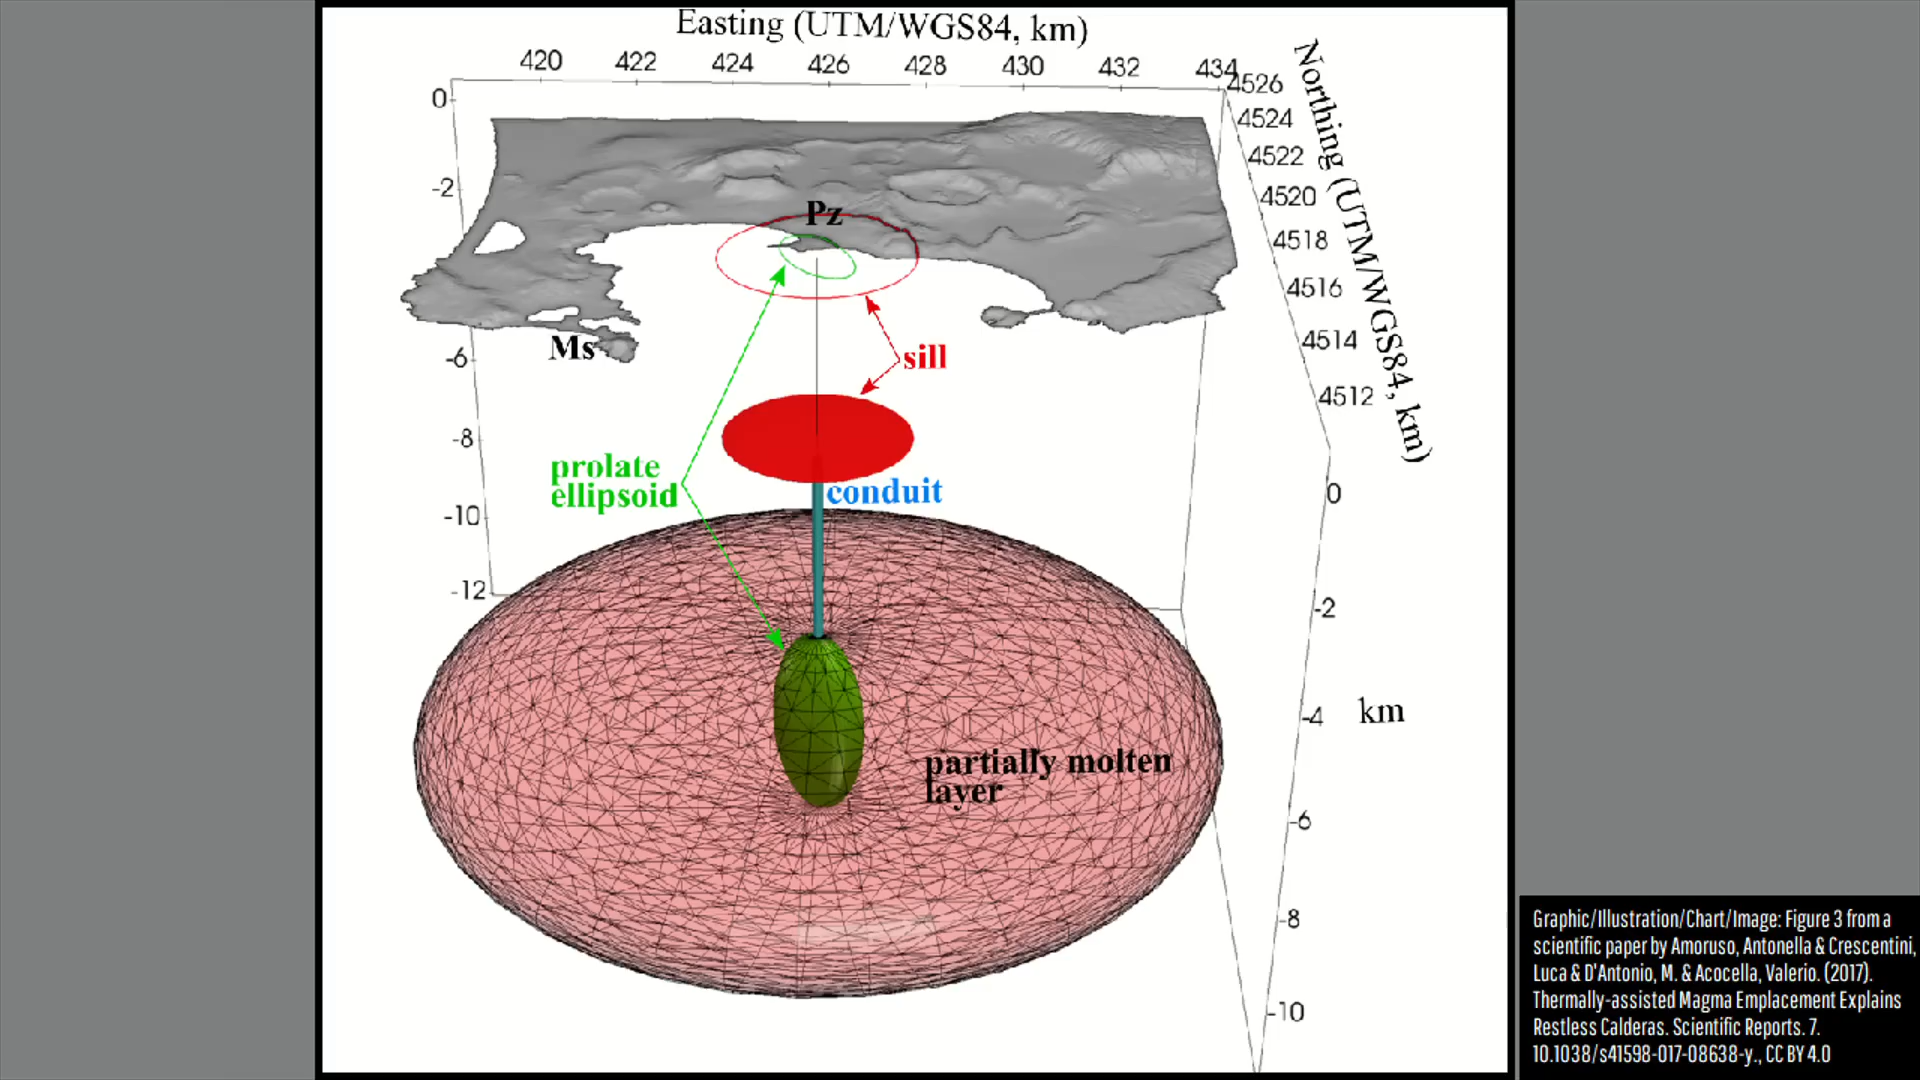 Easting (UTM/WGS84, km)
420 422 424 426 428 430 432 434
Northing (UTM/WGS84, km)
4526
4524
4522
4520
4518
4516
4514
4512
0
-2
-6
-8
-10
-12
Pz
Ms
sill
prolate
ellipsoid
conduit
partially molten
layer
0
-2
-4
km
-6
-8
-10
Graphic/Illustration/Chart/Image: Figure 3 from a
scientific paper by Amoruso, Antonella & Crescentini,
Luca & D'Antonio, M. & Acocella, Valerio. (2017).
Thermally-assisted Magma Emplacement Explains
Restless Calderas. Scientific Reports. 7.
10.1038/s41598-017-08638-y., CC BY 4.0